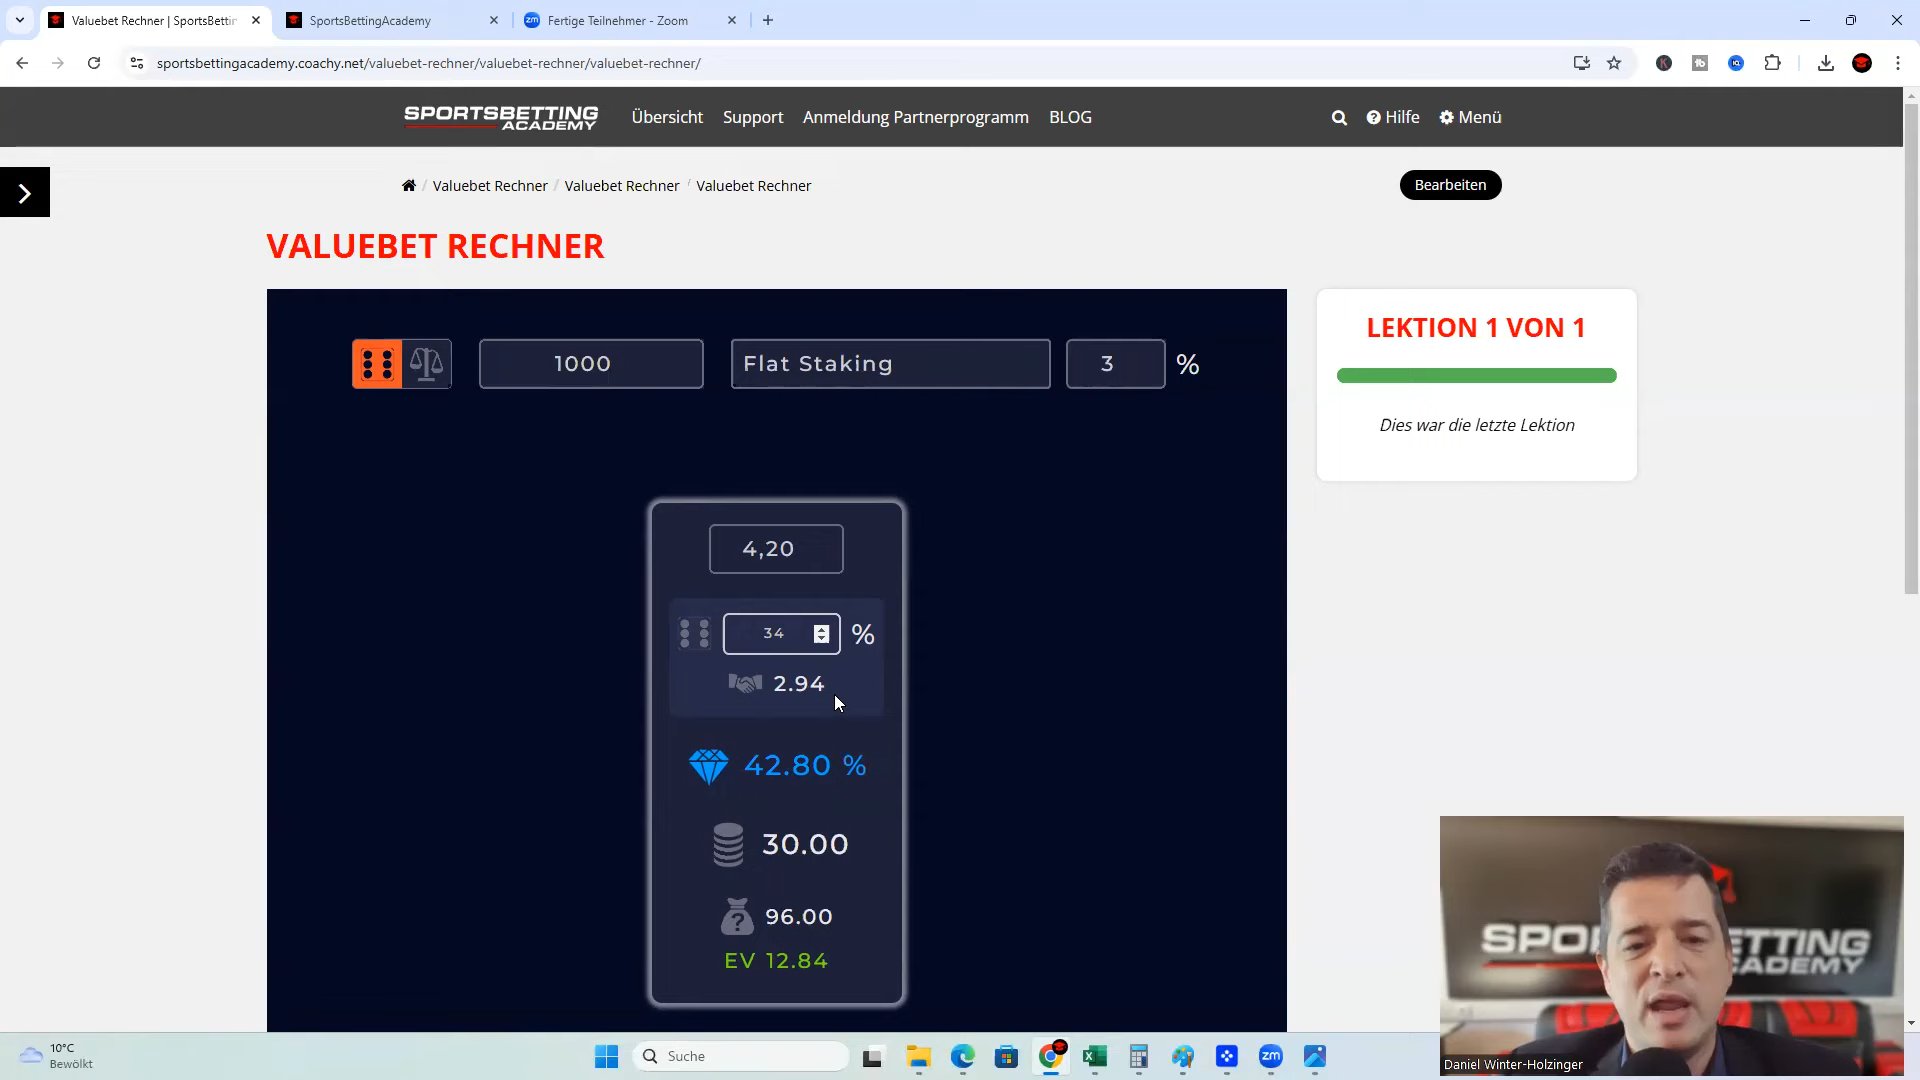 Valuebet Rechner | SportsBettin
SportsBettingAcademy
Fertige Teilnehmer - Zoom
sportsbettingacademy.coachy.net/valuebet-rechner/valuebet-rechner/valuebet-rechner/
SPORTSBETTING
ACADEMY
Übersicht
Support
Anmeldung Partnerprogramm
BLOG
Hilfe
Menü
/ Valuebet Rechner / Valuebet Rechner / Valuebet Rechner
Bearbeiten
VALUEBET RECHNER
1000
Flat Staking
3
%
LEKTION 1 VON 1
Dies war die letzte Lektion
4,20
34
%
2.94
42.80 %
30.00
96.00
EV 12.84
SPO ETTING
ADEMY
Daniel Winter-Holzinger
10°C
Bewölkt
Suche